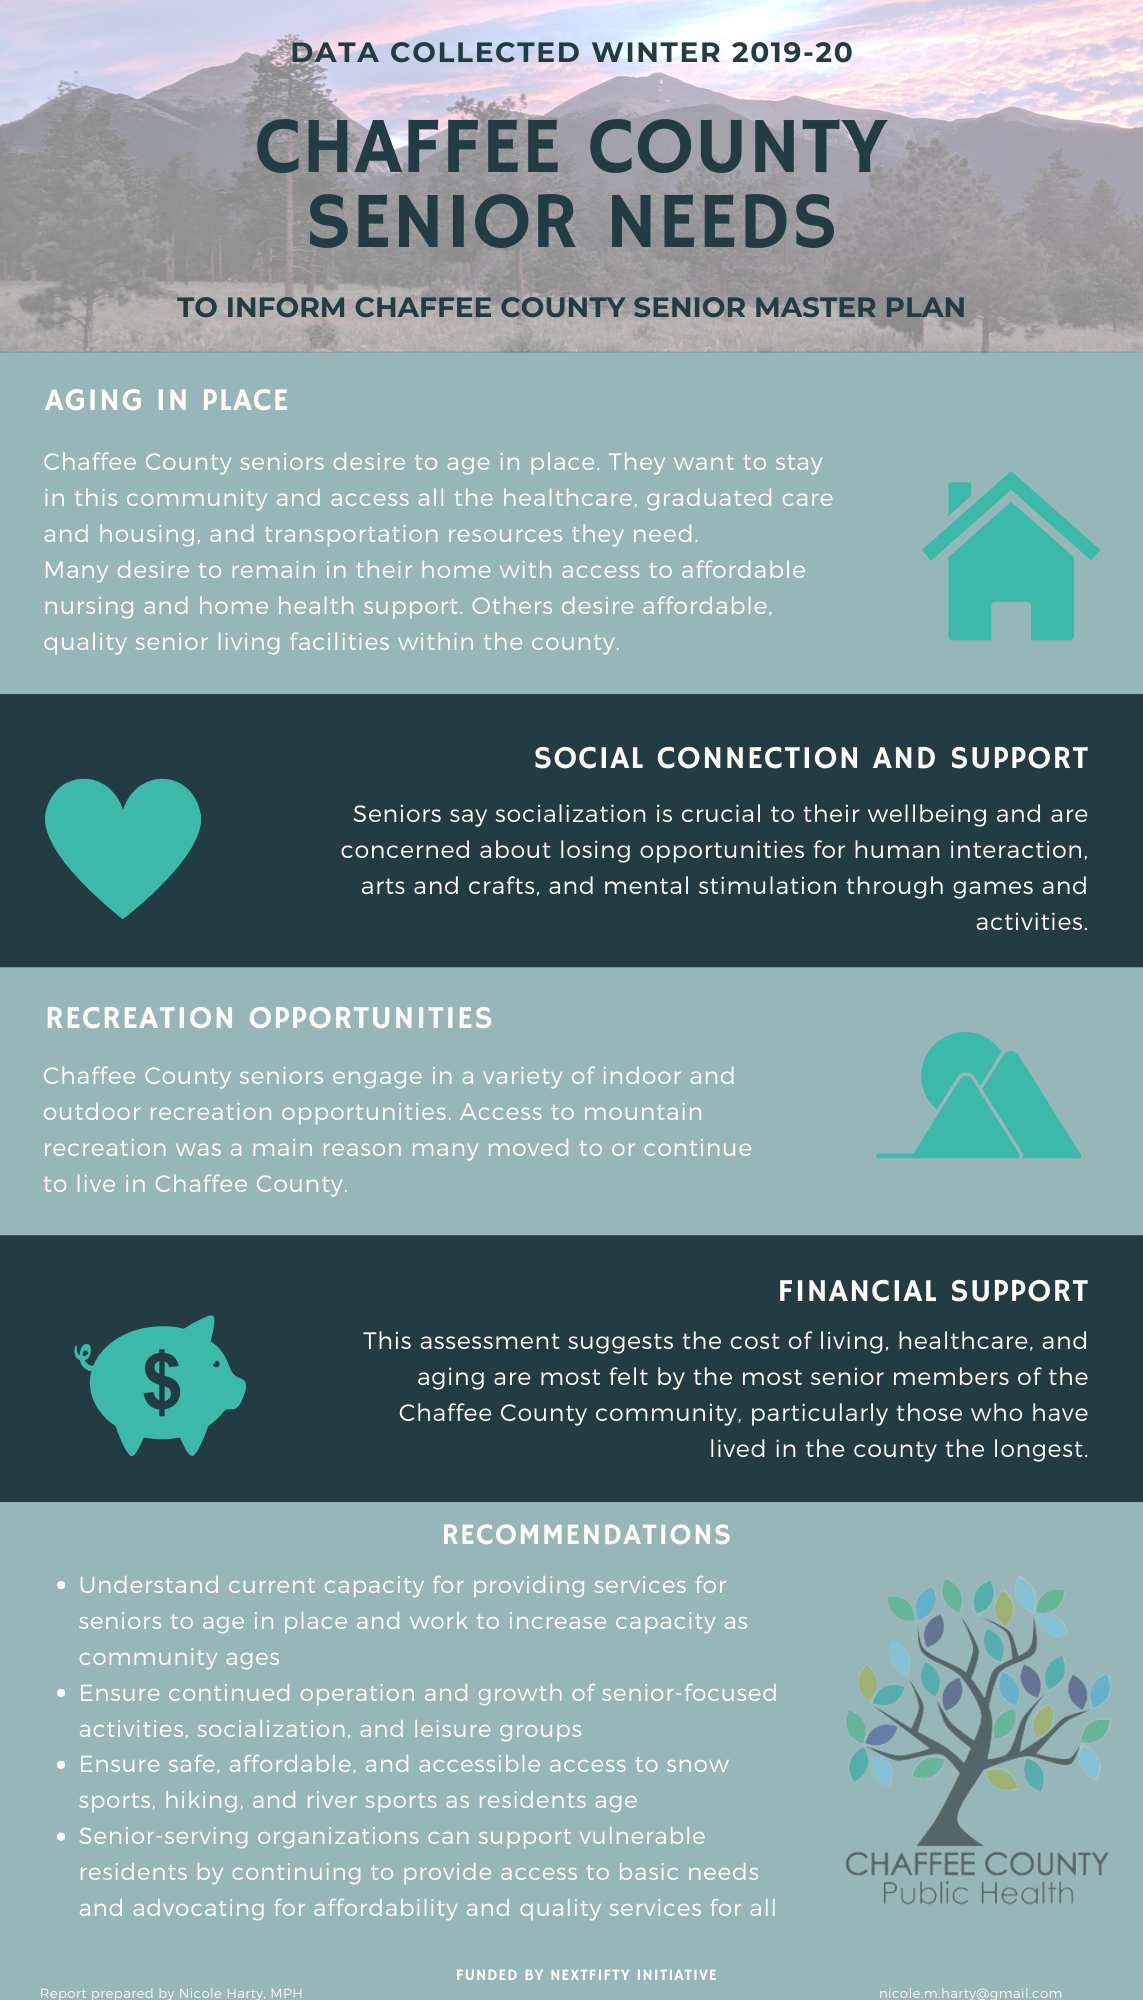 DATA COLLECTED WINTER 2019-20
CHAFFEE COUNTY
SENIOR NEEDS
TO INFORM CHAFFEE COUNTY SENIOR MASTER PLAN
AGING IN PLACE
Chaffee County seniors desire to age in place. They want to stay
in this community and access all the healthcare, graduated care
and housing, and transportation resources they need.
Many desire to remain in their home with access to affordable
nursing and home health support. Others desire affordable,
quality senior living facilities within the county.
SOCIAL CONNECTION AND SUPPORT
Seniors say socialization is crucial to their wellbeing and are
concerned about losing opportunities for human interaction,
arts and crafts, and mental stimulation through games and
activities.
RECREATION OPPORTUNITIES
Chaffee County seniors engage in a variety of indoor and
outdoor recreation opportunities. Access to mountain
recreation was a main reason many moved to or continue
to live in Chaffee County.
FINANCIAL SUPPORT
$
This assessment suggests the cost of living, healthcare, and
aging are most felt by the most senior members of the
Chaffee County community, particularly those who have
lived in the county the longest.
RECOMMENDATIONS
• Understand current capacity for providing services for
seniors to age in place and work to increase capacity as
community ages
• Ensure continued operation and growth of senior-focused
activities, socialization, and leisure groups
• Ensure safe, affordable, and accessible access to snow
sports, hiking, and river sports as residents age
• Senior-serving organizations can support vulnerable
residents by continuing to provide access to basic needs
and advocating for affordability and quality services for all
CHAFFEE COUNTY
Public Health
FUNDED BY NEXTFIFTY INITIATIVE
Report prepared by Nicole Harty, MPH
nicole.m.harty@gmail.com